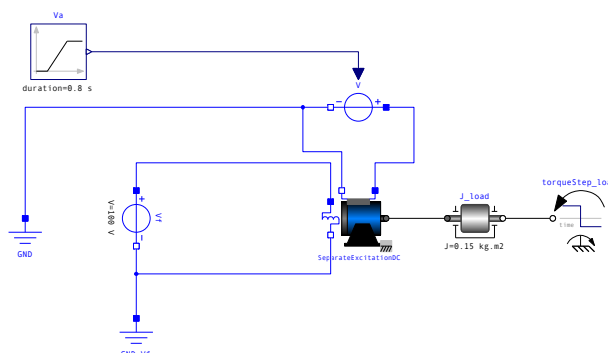 Va
duration=0.8 s
V
−
+
+
Vf
V=100 V
−
GND
SeparateExcitationDC
J_load
J=0.15 kg.m2
torqueStep_loa
time
GND_Vf